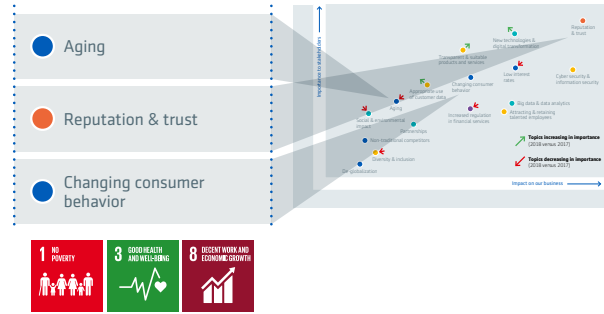 Aging
Reputation & trust
Changing consumer
behavior
1 NO
POVERTY
3 GOOD HEALTH
AND WELL-BEING
8 DECENT WORK AND
ECONOMIC GROWTH
Importance to stakeholders
Reputation
& trust
New technologies &
digital transformation
Transparent & suitable
products and services
Low interest
rates
Cyber security &
information security
Changing consumer
behavior
Appropriate use
of customer data
Aging
Big data & data analytics
Increased regulation
in financial services
Attracting & retaining
talented employees
Social & environmental
impact
Partnerships
Non-traditional competitors
Diversity & inclusion
De-globalization
Topics increasing in importance
(2018 versus 2017)
Topics decreasing in importance
(2018 versus 2017)
Impact on our business